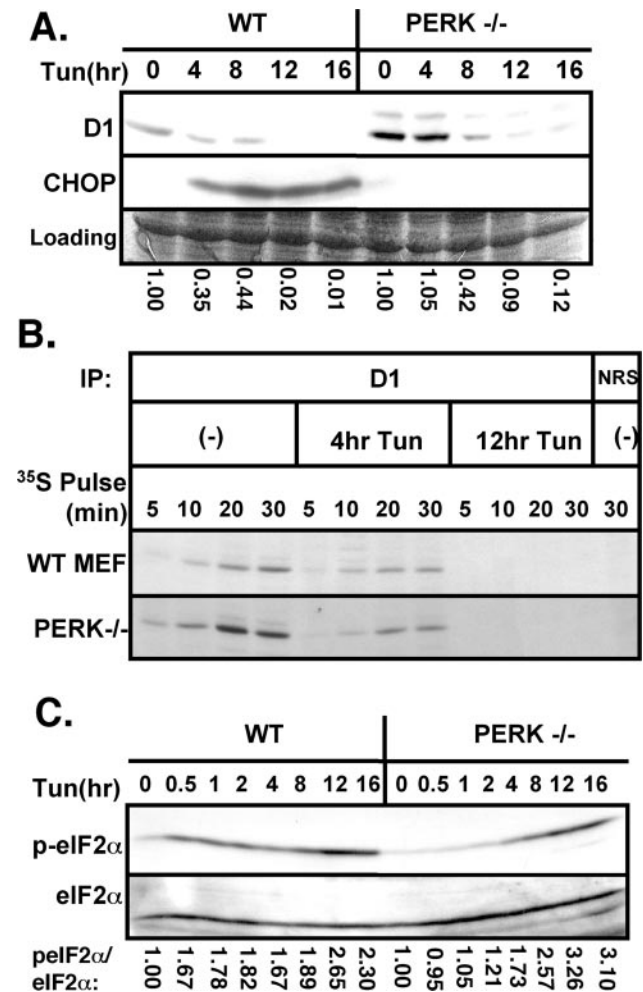 A.
WT PERK -/-
Tun(hr) 0 4 8 12 16 0 4 8 12 16
D1
CHOP
Loading
1.00 0.35 0.44 0.02 0.01 1.00 1.05 0.42 0.09 0.12
B.
IP: D1 NRS
(-) 4hr Tun 12hr Tun (-)
35S Pulse
(min) 5 10 20 30 5 10 20 30 5 10 20 30 30
WT MEF
PERK-/-
C.
WT PERK -/-
Tun(hr) 0 0.5 1 2 4 8 12 16 0 0.5 1 2 4 8 12 16
p-eIF2α
eIF2α
peIF2α/
eIF2α: 1.00 1.67 1.78 1.82 1.67 1.89 2.65 2.30 1.00 0.95 1.05 1.21 1.73 2.57 3.26 3.10